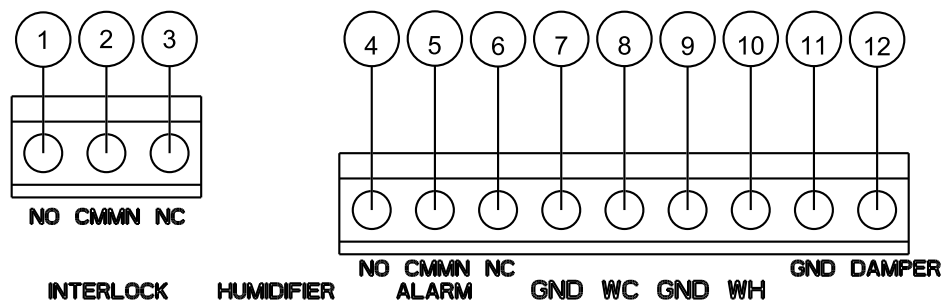 1 2 3 4 5 6 7 8 9 10 11 12
NO CMMN NC
NO CMMN NC GND DAMPER
INTERLOCK HUMIDIFIER ALARM GND WC GND WH